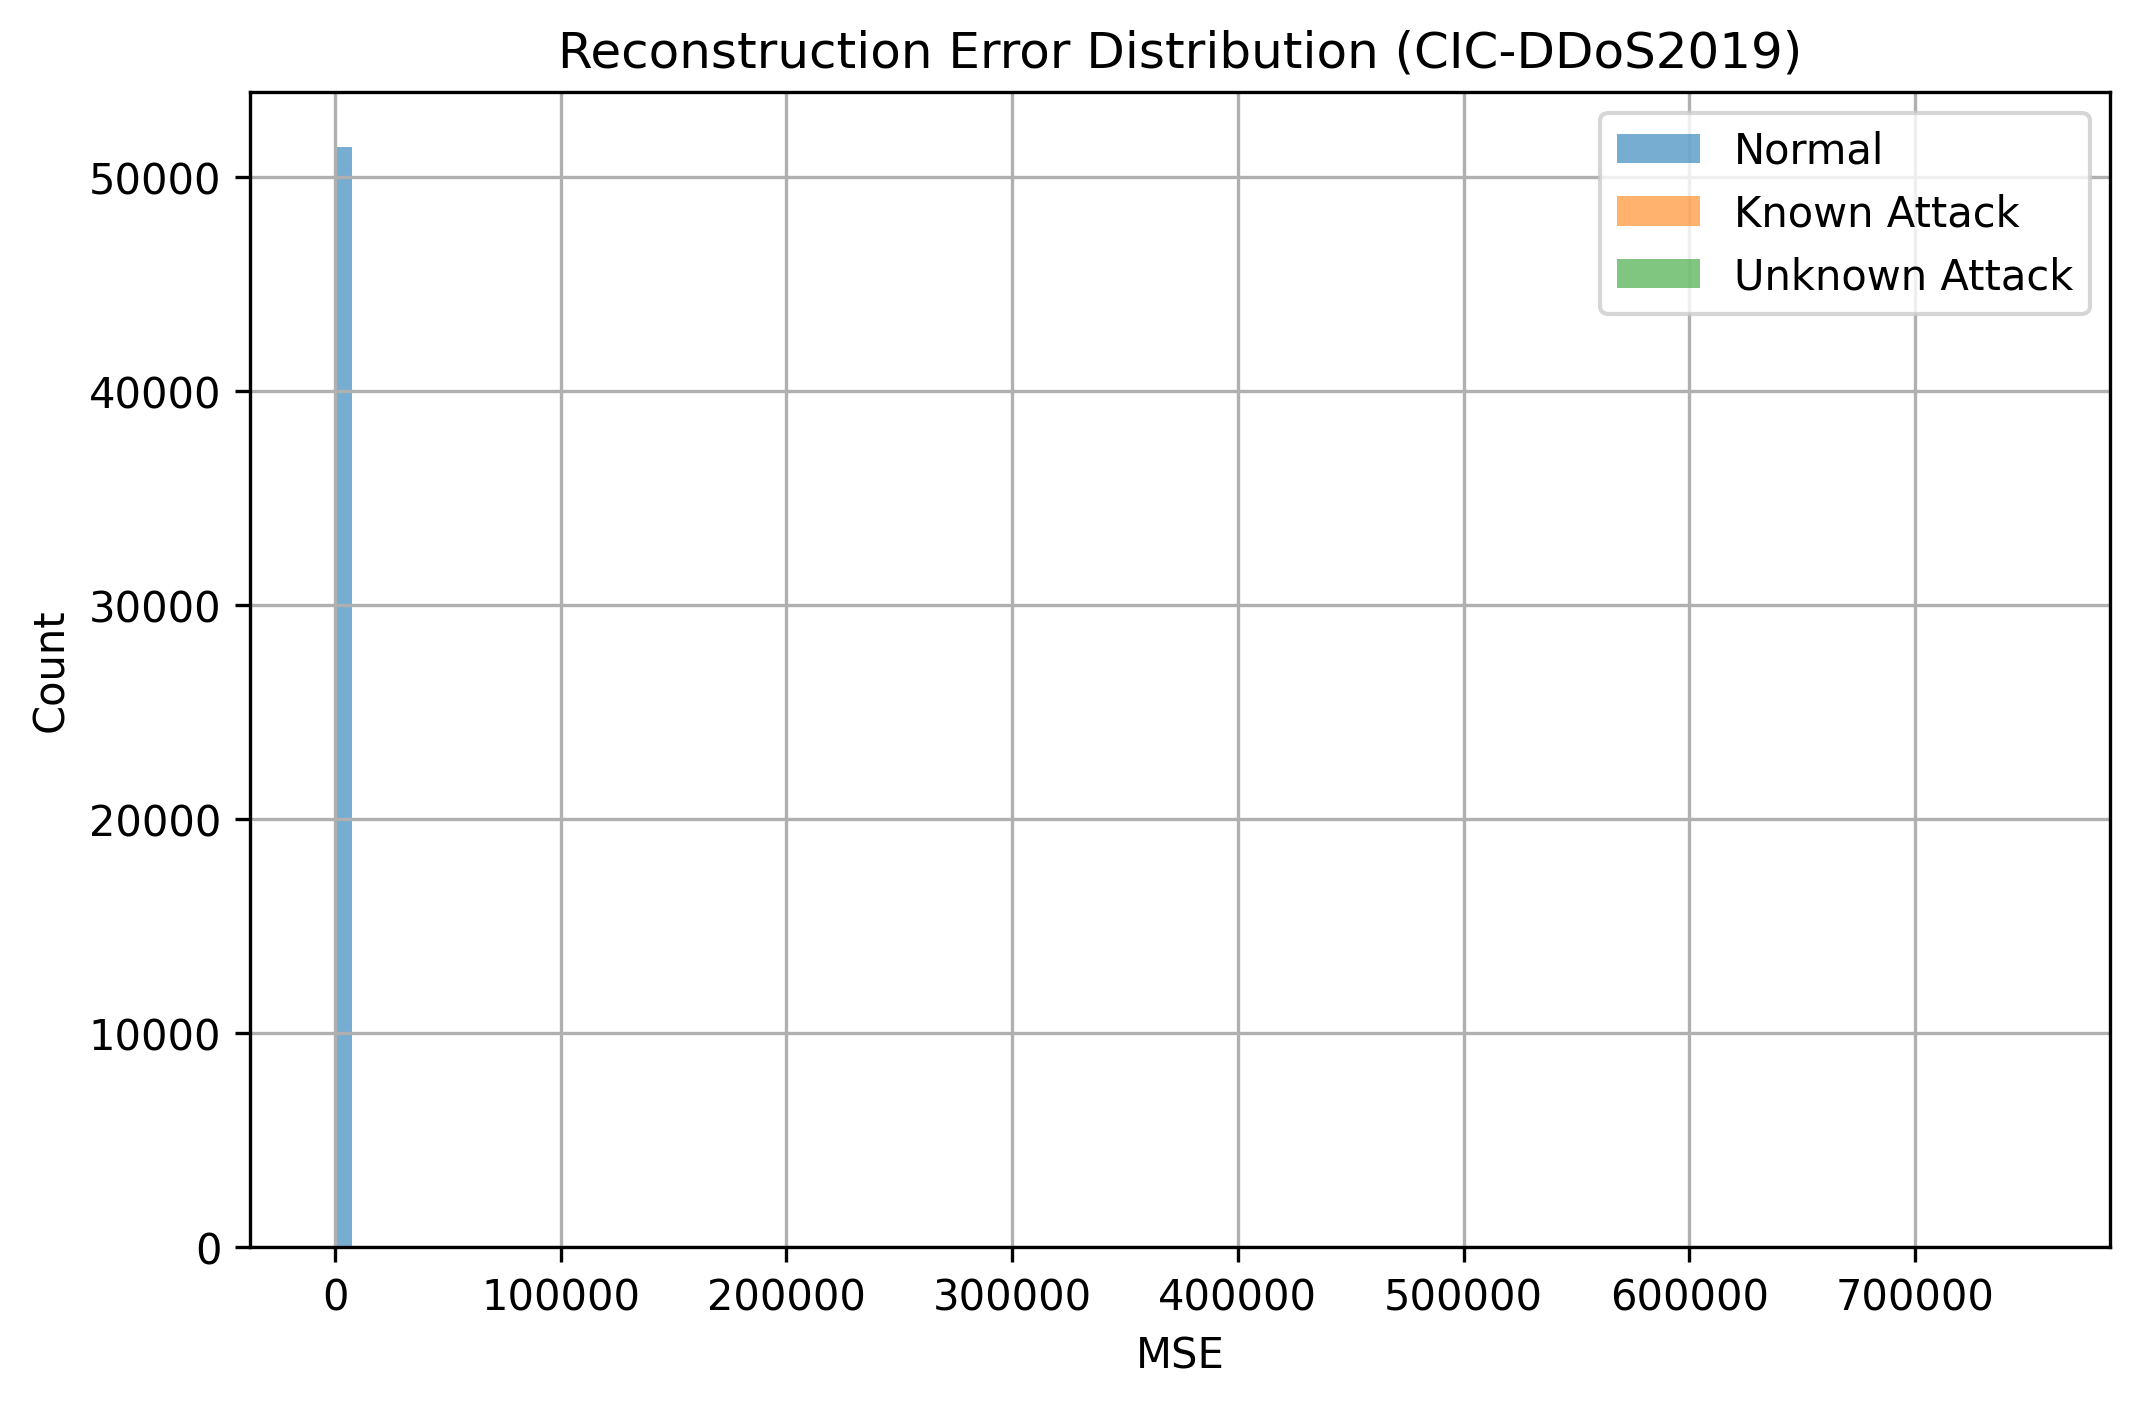 Reconstruction Error Distribution (CIC-DDoS2019)
Normal
Known Attack
Unknown Attack
50000
40000
30000
20000
10000
0
Count
0 100000 200000 300000 400000 500000 600000 700000
MSE